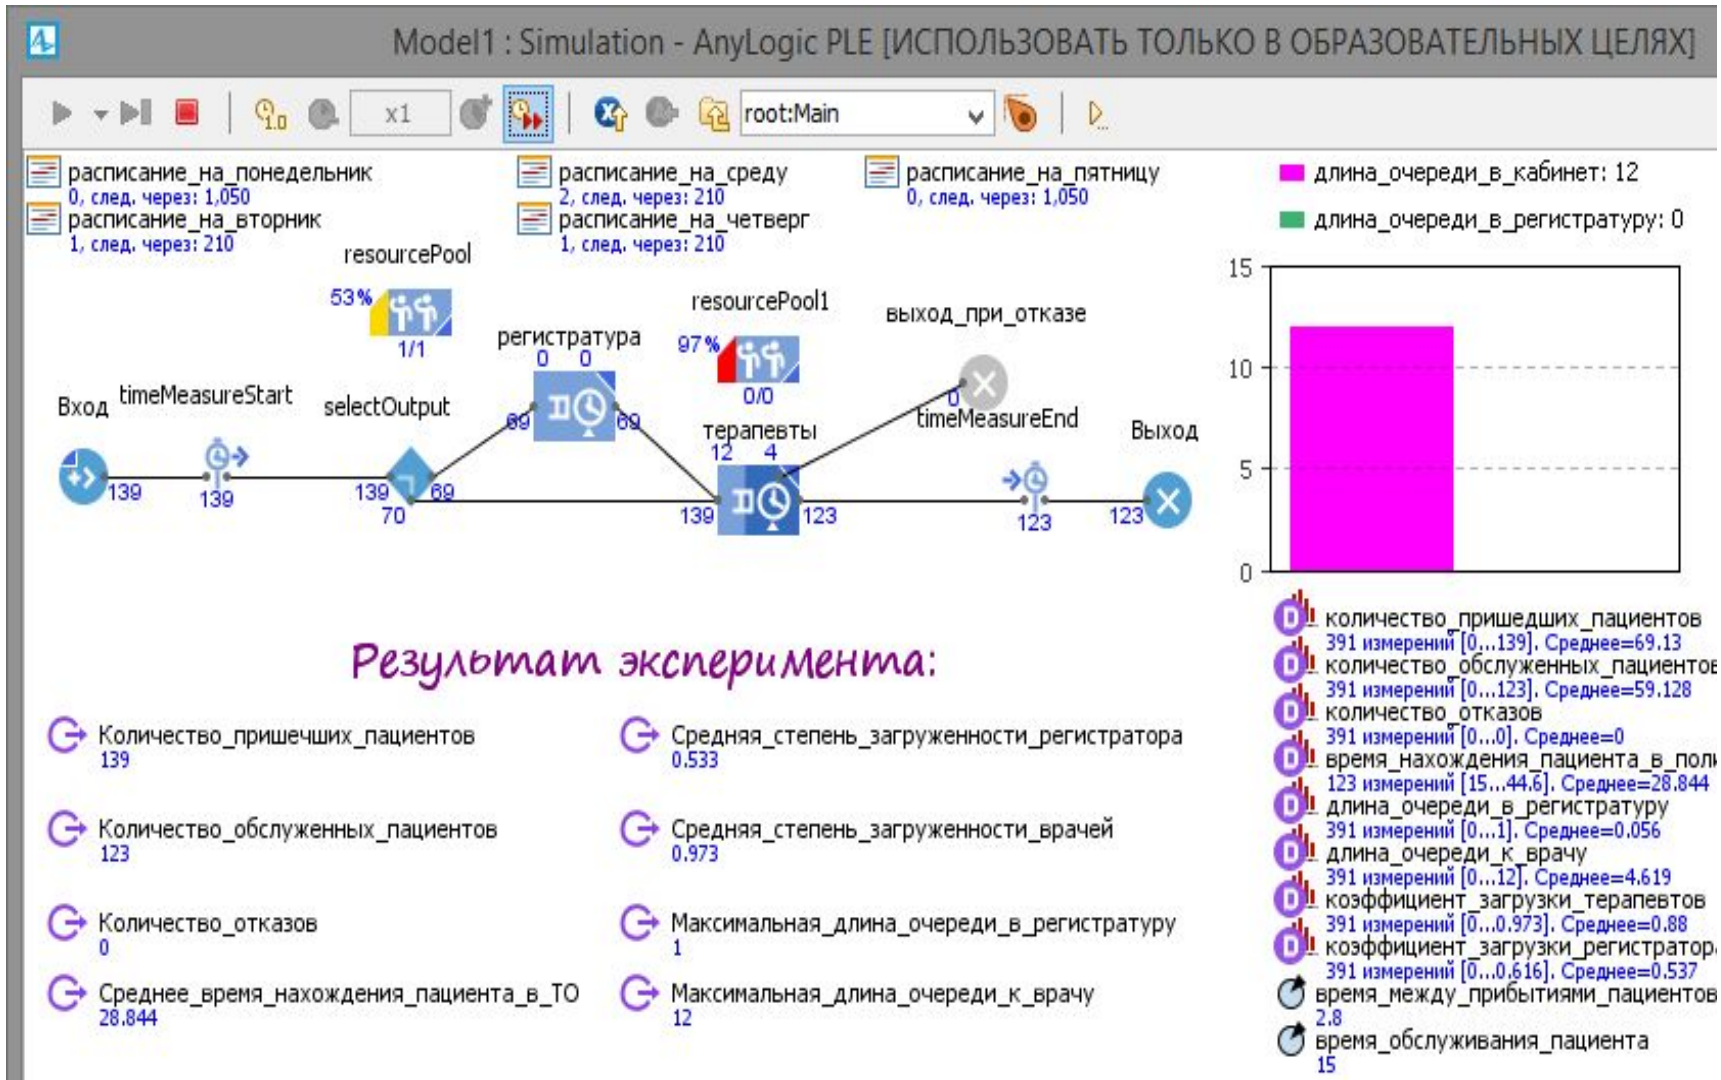 Model1 : Simulation - AnyLogic PLE [ИСПОЛЬЗОВАТЬ ТОЛЬКО В ОБРАЗОВАТЕЛЬНЫХ ЦЕЛЯХ]
1.0 x1 root:Main
расписание_на_понедельник
0, след. через: 1,050
расписание_на_вторник
1, след. через: 210
расписание_на_среду
2, след. через: 210
расписание_на_четверг
1, след. через: 210
расписание_на_пятницу
0, след. через: 1,050
длина_очереди_в_кабинет: 12
длина_очереди_в_регистратуру: 0
15
10
5
0
resourcePool
53%
1/1
регистратура
0 0
69 69
resourcePool1
97%
0/0
выход_при_отказе
0
Вход
139
timeMeasureStart
139
selectOutput
139 69
70
терапевты
12 4
139 123
timeMeasureEnd
123
Выход
123
Результат эксперимента:
Количество_пришечших_пациентов
139
Количество_обслуженных_пациентов
123
Количество_отказов
0
Среднее_время_нахождения_пациента_в_ТО
28.844
Средняя_степень_загруженности_регистратора
0.533
Средняя_степень_загруженности_врачей
0.973
Максимальная_длина_очереди_в_регистратуру
1
Максимальная_длина_очереди_к_врачу
12
количество_пришедших_пациентов
391 измерений [0...139]. Среднее=69.13
количество_обслуженных_пациентов
391 измерений [0...123]. Среднее=59.128
количество_отказов
391 измерений [0...0]. Среднее=0
время_нахождения_пациента_в_поли
123 измерений [15...44.6]. Среднее=28.844
длина_очереди_в_регистратуру
391 измерений [0...1]. Среднее=0.056
длина_очереди_к_врачу
391 измерений [0...12]. Среднее=4.619
коэффициент_загрузки_терапевтов
391 измерений [0...0.973]. Среднее=0.88
коэффициент_загрузки_регистратора
391 измерений [0...0.616]. Среднее=0.537
время_между_прибытиями_пациентов
2.8
время_обслуживания_пациента
15